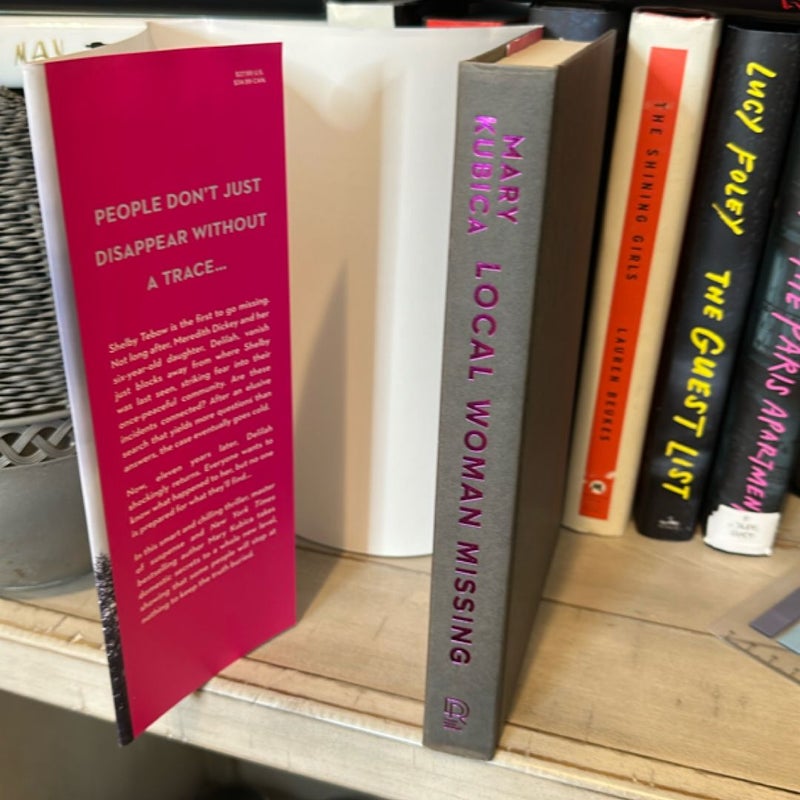 MAN
$27.99 U.S.
$34.99 CAN.
PEOPLE DON'T JUST
DISAPPEAR WITHOUT
A TRACE...
Shelby Tebow is the first to go missing.
Not long after, Meredith Dickey and her
six-year-old daughter, Delilah, vanish
just blocks away from where Shelby
was last seen, striking fear into their
once-peaceful community. Are these
incidents connected? After an elusive
search that yields more questions than
answers, the case eventually goes cold.
Now, eleven years later, Delilah
shockingly returns. Everyone wants to
know what happened to her, but no one
is prepared for what they'll find...
In this smart and chilling thriller, master
of suspense and New York Times
bestselling author Mary Kubica takes
domestic secrets to a whole new level,
showing that some people will stop at
nothing to keep the truth buried.
MARY
KUBICA
LOCAL WOMAN MISSING
THE SHINING GIRLS
LAUREN BEUKES
LUCY FOLEY
THE GUEST LIST
THE PARIS APARTMENT